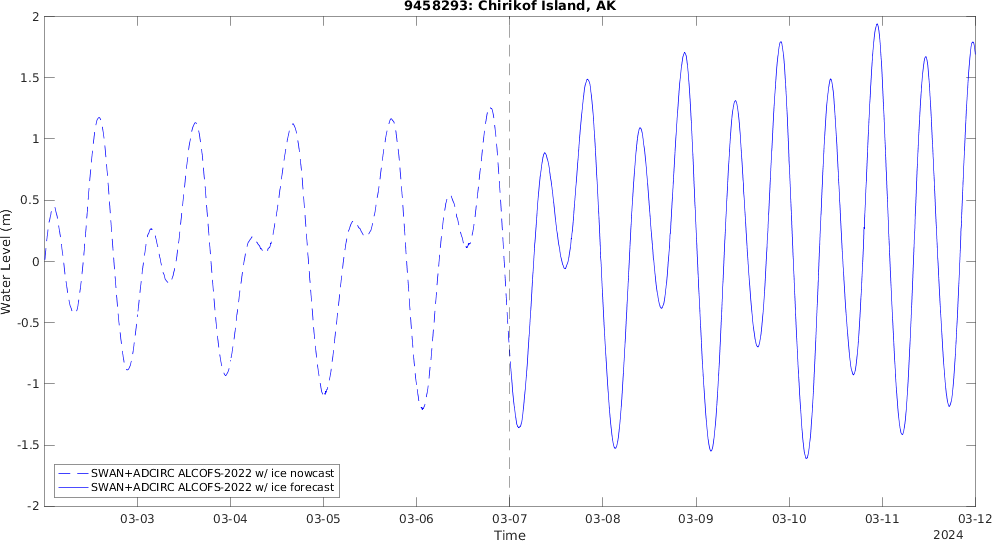 9458293: Chirikof Island, AK
2
1.5
1
0.5
0
-0.5
-1
-1.5
-2
Water Level (m)
SWAN+ADCIRC ALCOFS-2022 w/ ice nowcast
SWAN+ADCIRC ALCOFS-2022 w/ ice forecast
03-03 03-04 03-05 03-06 03-07 03-08 03-09 03-10 03-11 03-12
Time
2024